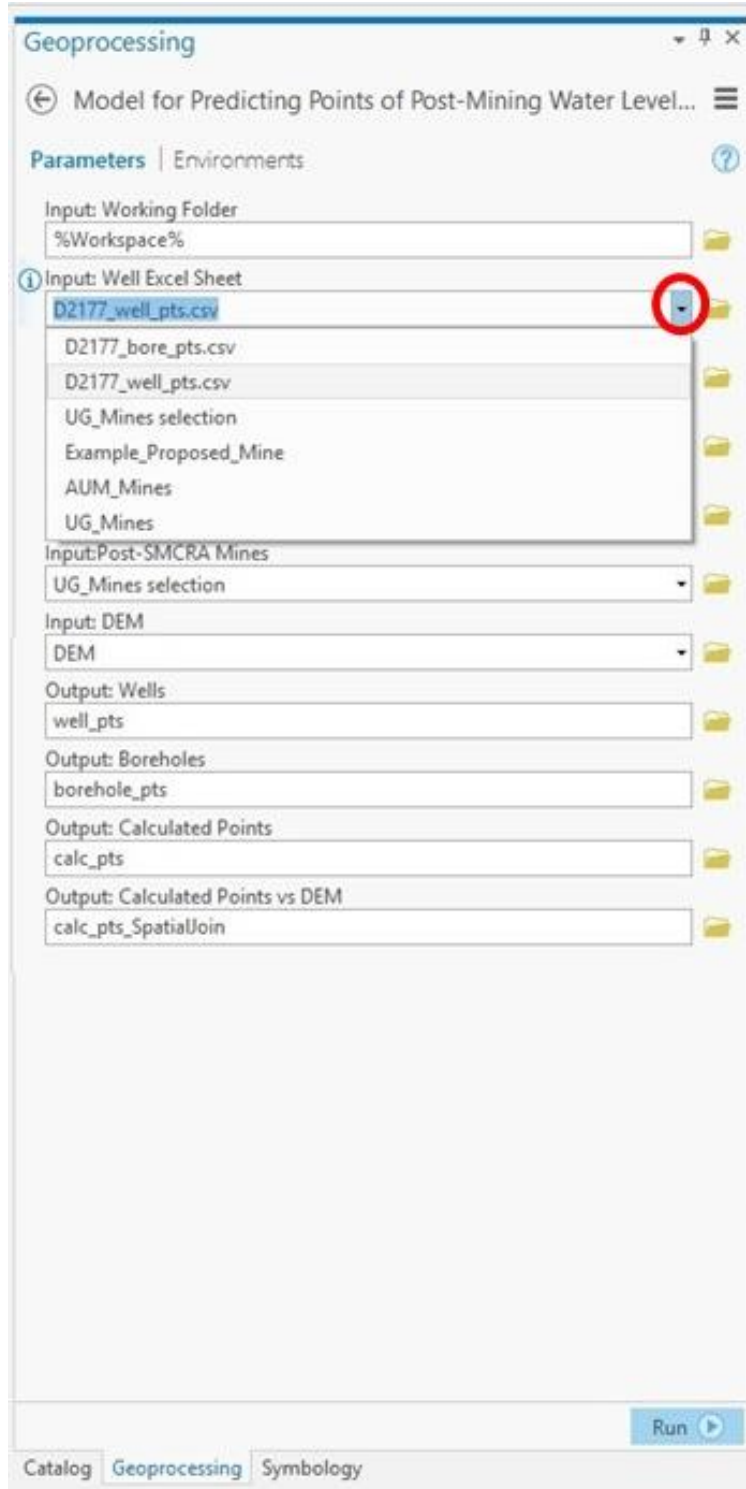 Geoprocessing
Model for Predicting Points of Post-Mining Water Level...
Parameters | Environments
Input: Working Folder
%Workspace%
Input: Well Excel Sheet
D2177_well_pts.csv
D2177_bore_pts.csv
D2177_well_pts.csv
UG_Mines selection
Example_Proposed_Mine
AUM_Mines
UG_Mines
Input:Post-SMCRA Mines
UG_Mines selection
Input: DEM
DEM
Output: Wells
well_pts
Output: Boreholes
borehole_pts
Output: Calculated Points
calc_pts
Output: Calculated Points vs DEM
calc_pts_SpatialJoin
Run
Catalog Geoprocessing Symbology